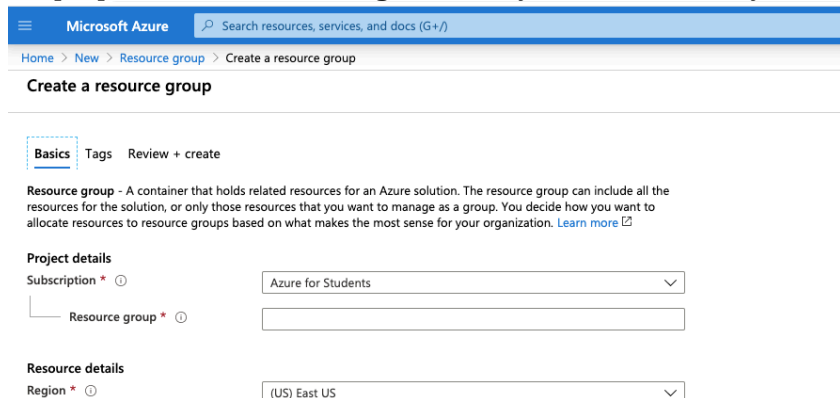 Microsoft Azure
Search resources, services, and docs (G+/)
Home > New > Resource group > Create a resource group
Create a resource group
Basics Tags Review + create
Resource group - A container that holds related resources for an Azure solution. The resource group can include all the
resources for the solution, or only those resources that you want to manage as a group. You decide how you want to
allocate resources to resource groups based on what makes the most sense for your organization. Learn more
Project details
Subscription * Azure for Students
Resource group *
Resource details
Region * (US) East US